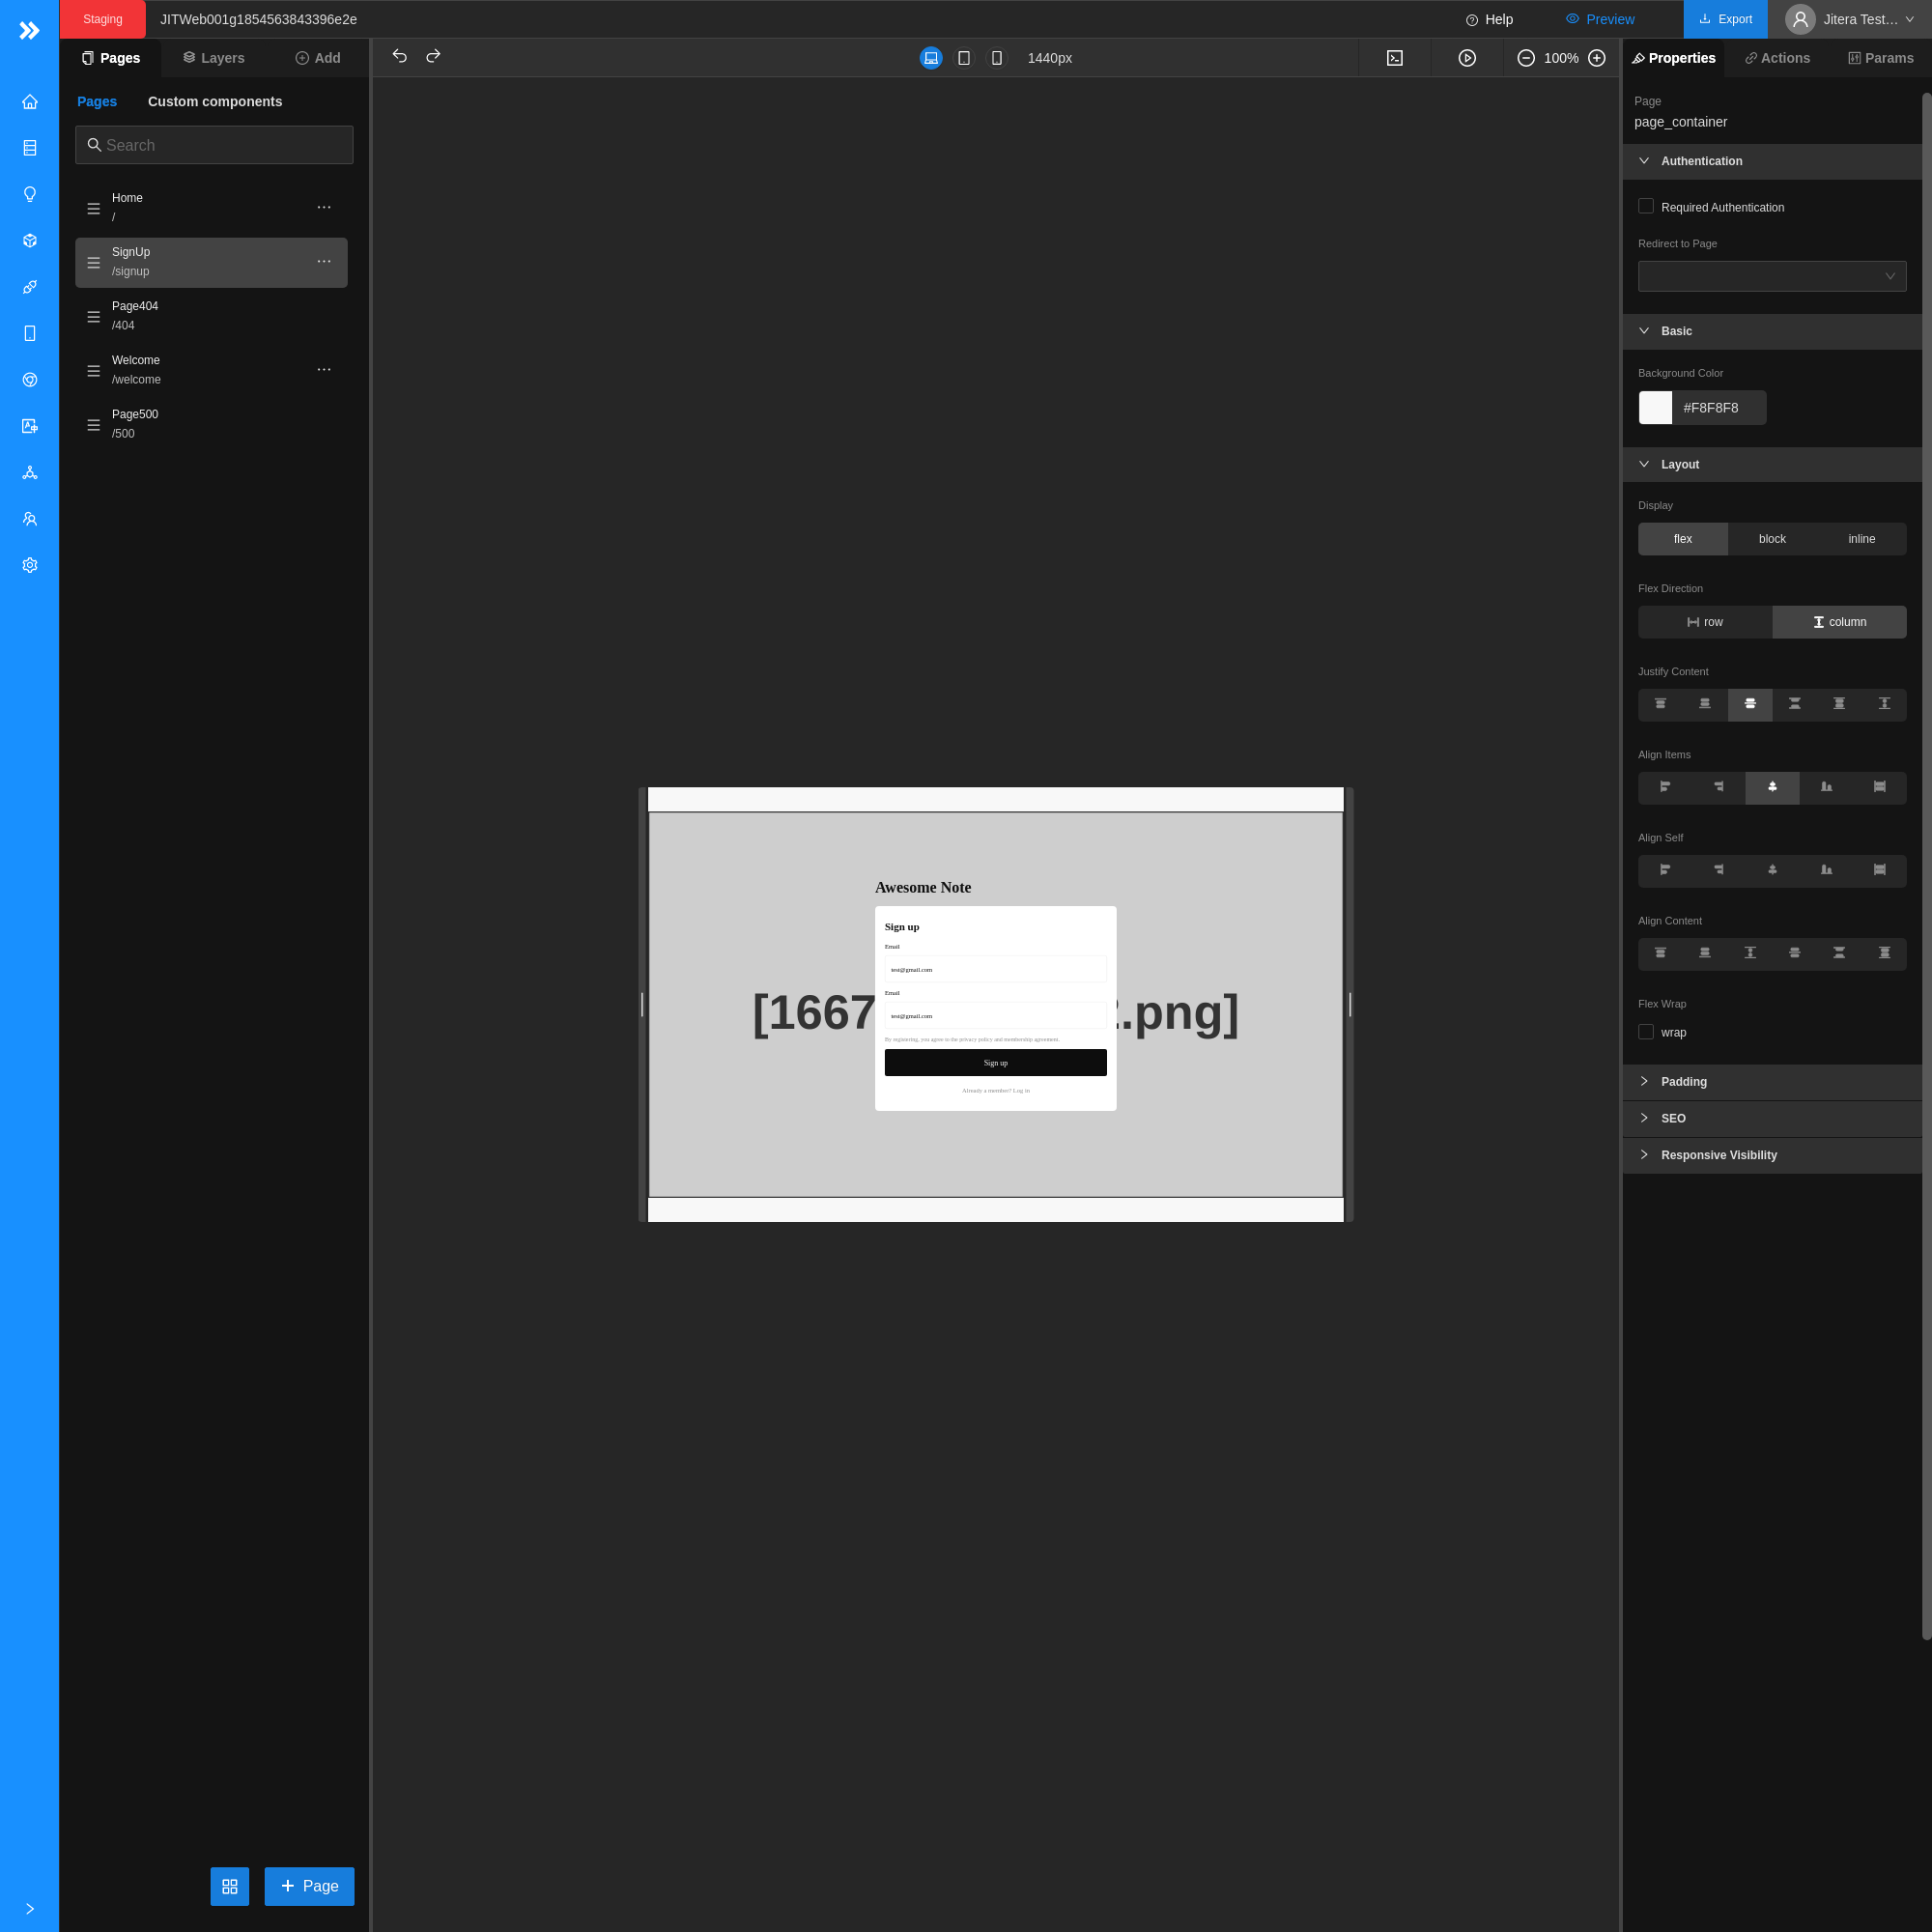 Staging
JITWeb001g1854563843396e2e
Help
Preview
Export
Jitera Test…
Pages
Layers
Add
1440px
100%
Properties
Actions
Params
Pages
Custom components
Search
Home
/
SignUp
/signup
Page404
/404
Welcome
/welcome
Page500
/500
Page
Awesome Note
Sign up
Email
test@gmail.com
Email
test@gmail.com
[1667
2.png]
By registering, you agree to the privacy policy and membership agreement.
Sign up
Already a member? Log in
Page
page_container
Authentication
Required Authentication
Redirect to Page
Basic
Background Color
#F8F8F8
Layout
Display
flex
block
inline
Flex Direction
row
column
Justify Content
Align Items
Align Self
Align Content
Flex Wrap
wrap
Padding
SEO
Responsive Visibility